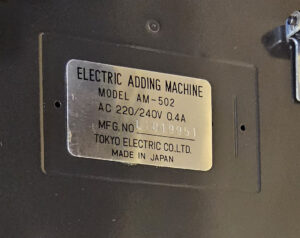 ELECTRIC ADDING MACHINE
MODEL AM-502
AC 220/240V 0.4A
MFG.NO
TOKYO ELECTRIC CO.LTD.
MADE IN JAPAN